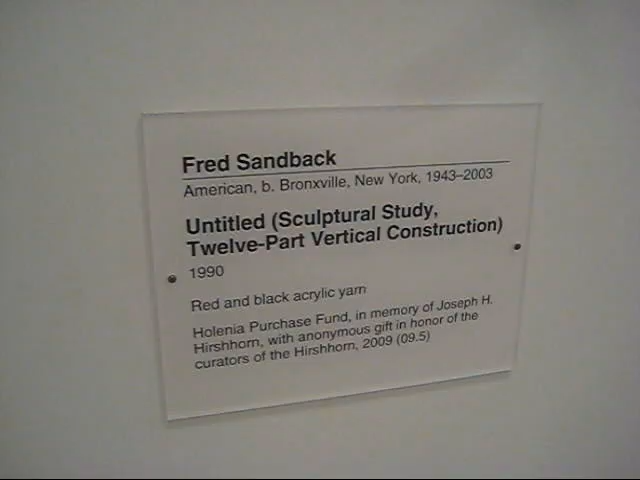 Fred Sandback
American, b. Bronxville, New York, 1943–2003
Untitled (Sculptural Study,
Twelve-Part Vertical Construction)
1990
Red and black acrylic yarn
Holenia Purchase Fund, in memory of Joseph H.
Hirshhorn, with anonymous gift in honor of the
curators of the Hirshhorn, 2009 (09.5)